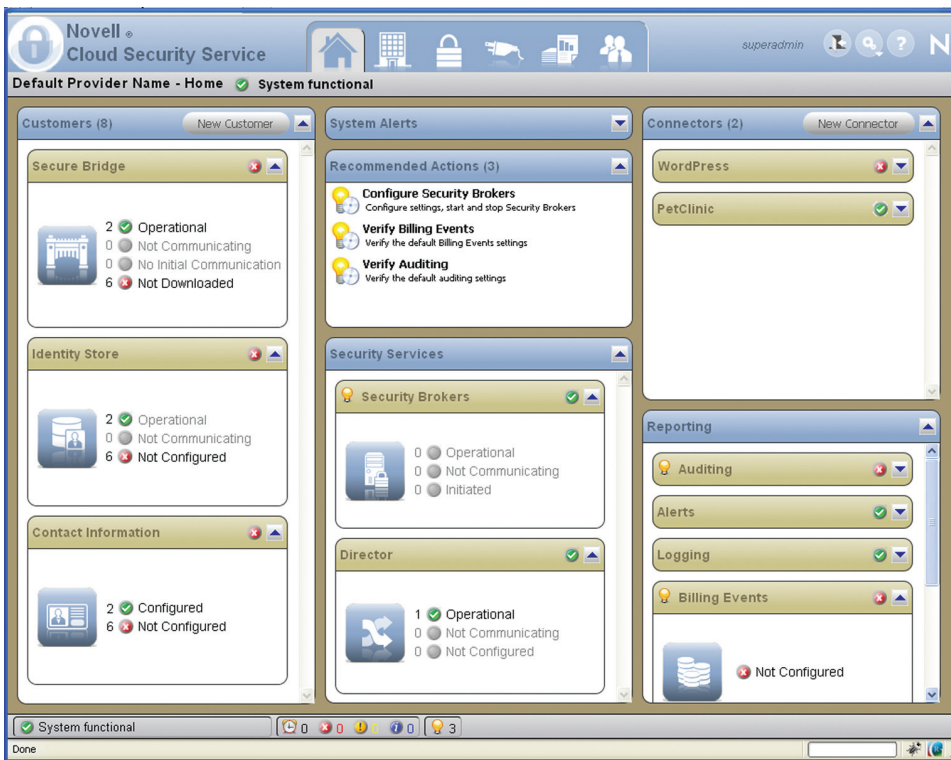 Novell ®
Cloud Security Service
superadmin
? N
Default Provider Name - Home System functional
Customers (8) New Customer
Secure Bridge
2 Operational
0 Not Communicating
0 No Initial Communication
6 Not Downloaded
Identity Store
2 Operational
0 Not Communicating
6 Not Configured
Contact Information
2 Configured
6 Not Configured
System Alerts
Recommended Actions (3)
Configure Security Brokers
Configure settings, start and stop Security Brokers
Verify Billing Events
Verify the default Billing Events settings
Verify Auditing
Verify the default auditing settings
Security Services
Security Brokers
0 Operational
0 Not Communicating
0 Initiated
Director
1 Operational
0 Not Communicating
0 Not Configured
Connectors (2) New Connector
WordPress
PetClinic
Reporting
Auditing
Alerts
Logging
Billing Events
Not Configured
System functional 0 0 0 0 3
Done